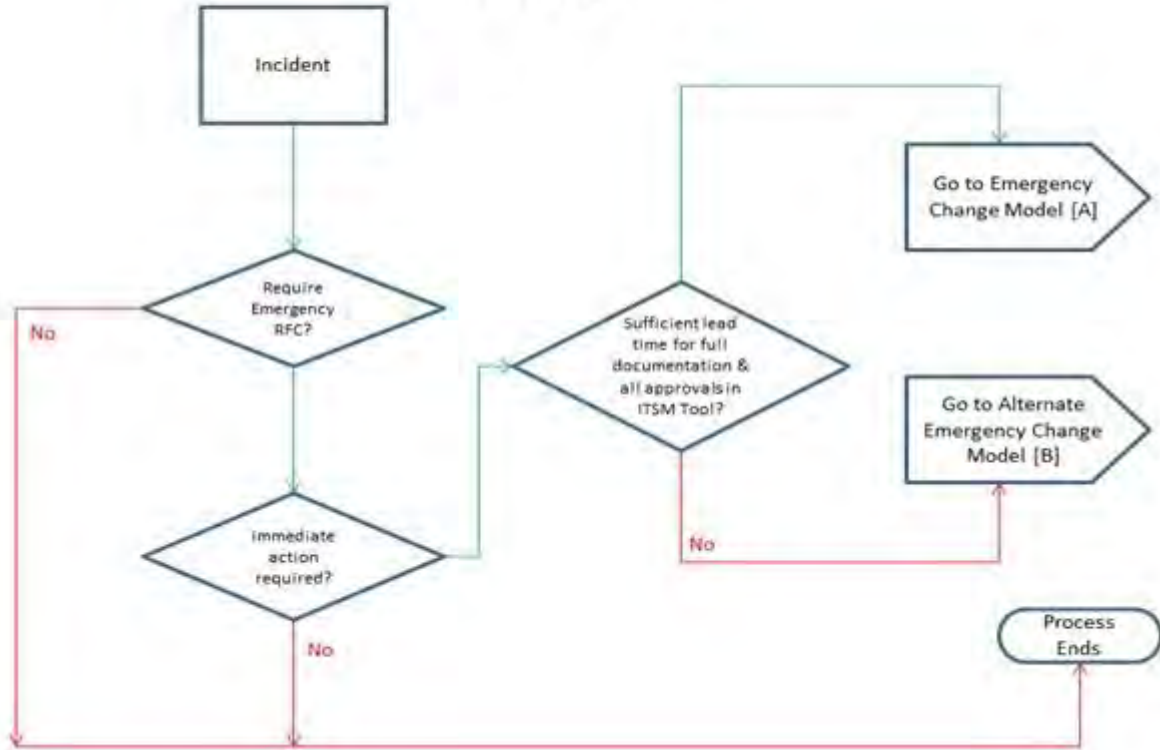 Incident
Require
Emergency
RFC?
No
immediate
action
required?
No
Sufficient lead
time for full
documentation &
all approvals in
ITSM Tool?
No
Go to Emergency
Change Model [A]
Go to Alternate
Emergency Change
Model [B]
Process
Ends